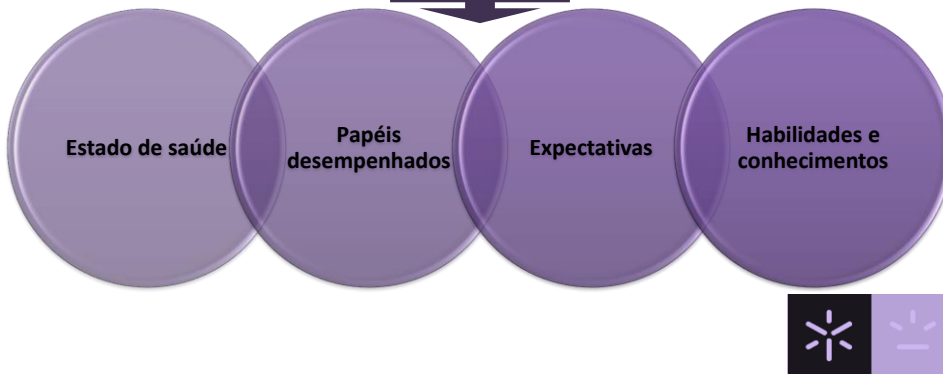 Estado de saúde
Papéis
desempenhados
Expectativas
Habilidades e
conhecimentos